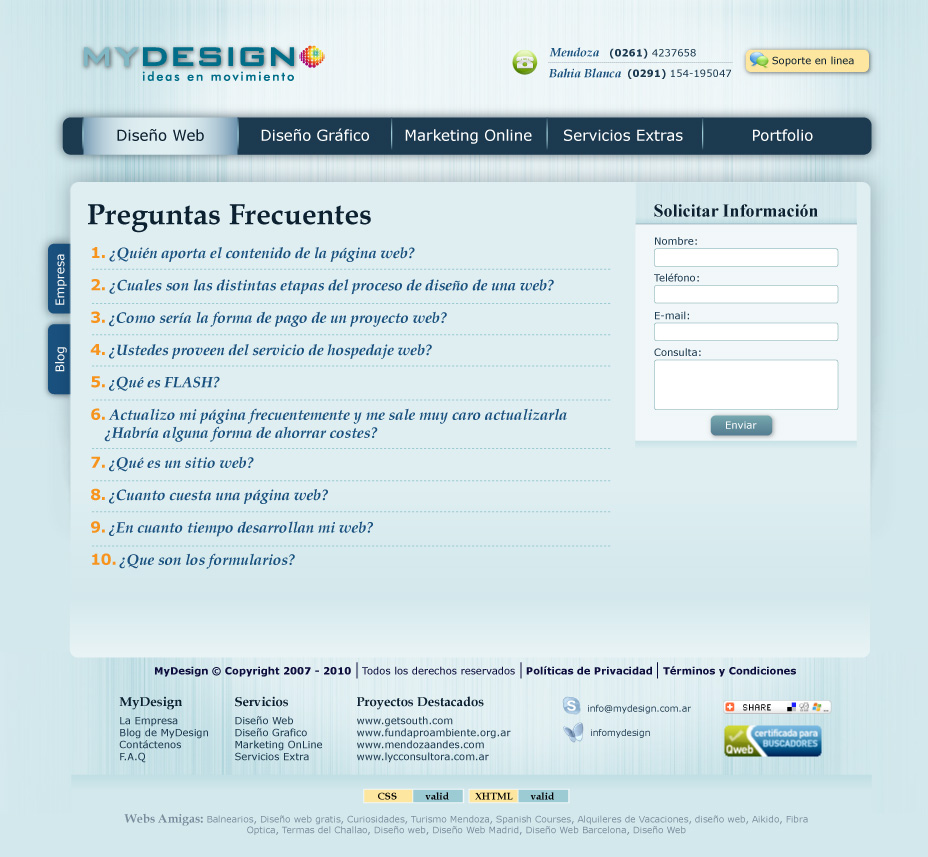 MYDESIGN
ideas en movimiento
Mendoza (0261) 4237658
Bahia Blanca (0291) 154-195047
Soporte en linea
Diseño Web Diseño Gráfico Marketing Online Servicios Extras Portfolio
Empresa
Blog
Preguntas Frecuentes
1. ¿Quién aporta el contenido de la página web?
2. ¿Cuales son las distintas etapas del proceso de diseño de una web?
3. ¿Como sería la forma de pago de un proyecto web?
4. ¿Ustedes proveen del servicio de hospedaje web?
5. ¿Qué es FLASH?
6. Actualizo mi página frecuentemente y me sale muy caro actualizarla
¿Habría alguna forma de ahorrar costes?
7. ¿Qué es un sitio web?
8. ¿Cuanto cuesta una página web?
9. ¿En cuanto tiempo desarrollan mi web?
10. ¿Que son los formularios?
Solicitar Información
Nombre:
Teléfono:
E-mail:
Consulta:
Enviar
MyDesign © Copyright 2007 - 2010 | Todos los derechos reservados | Políticas de Privacidad | Términos y Condiciones
MyDesign
La Empresa
Blog de MyDesign
Contáctenos
F.A.Q
Servicios
Diseño Web
Diseño Grafico
Marketing OnLine
Servicios Extra
Proyectos Destacados
www.getsouth.com
www.fundaproambiente.org.ar
www.mendozaandes.com
www.lycconsultora.com.ar
info@mydesign.com.ar
infomydesign
SHARE
Qweb certificada para
BUSCADORES
CSS valid XHTML valid
Webs Amigas: Balnearios, Diseño web gratis, Curiosidades, Turismo Mendoza, Spanish Courses, Alquileres de Vacaciones, diseño web, Aikido, Fibra
Optica, Termas del Challao, Diseño web, Diseño Web Madrid, Diseño Web Barcelona, Diseño Web